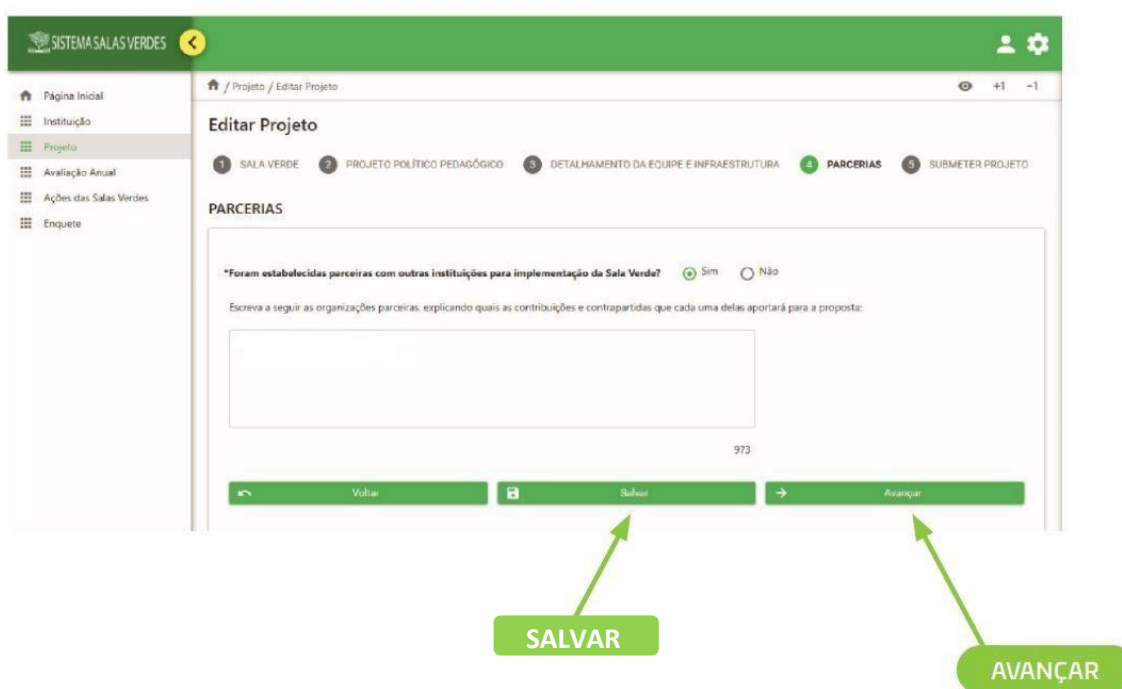 SISTEMA SALAS VERDES
Página Inicial
Instituição
Projeto
Avaliação Anual
Ações das Salas Verdes
Enquete
/ Projeto / Editar Projeto
+1 -1
Editar Projeto
1 SALA VERDE 2 PROJETO POLÍTICO PEDAGÓGICO 3 DETALHAMENTO DA EQUIPE E INFRAESTRUTURA 4 PARCERIAS 5 SUBMETER PROJETO
PARCERIAS
*Foram estabelecidas parceiras com outras instituições para implementação da Sala Verde? Sim Não
Escreva a seguir as organizações parceiras, explicando quais as contribuições e contrapartidas que cada uma delas aportará para a proposta:
973
Voltar Salvar Avançar
SALVAR
AVANÇAR